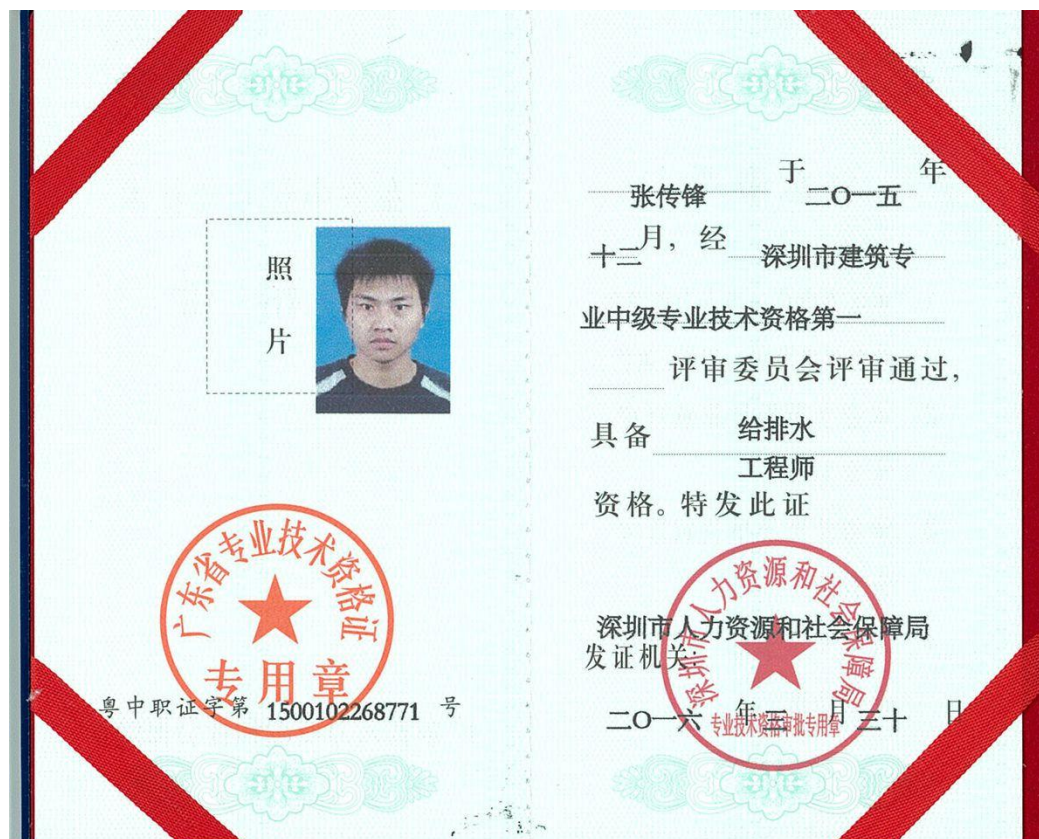 照
片
广东省专业技术资格证
专用章
粤中职证字第 1500102268771 号
张传锋 于 二O一五 年
十二 月，经 深圳市建筑专
业中级专业技术资格第一
评审委员会评审通过，
具备 给排水
工程师
资格。特发此证
深圳市人力资源和社会保障局
发证机关：
深圳市人力资源和社会保障局
专业技术资格审批专用章
二O一六 年 三 月 三十 日